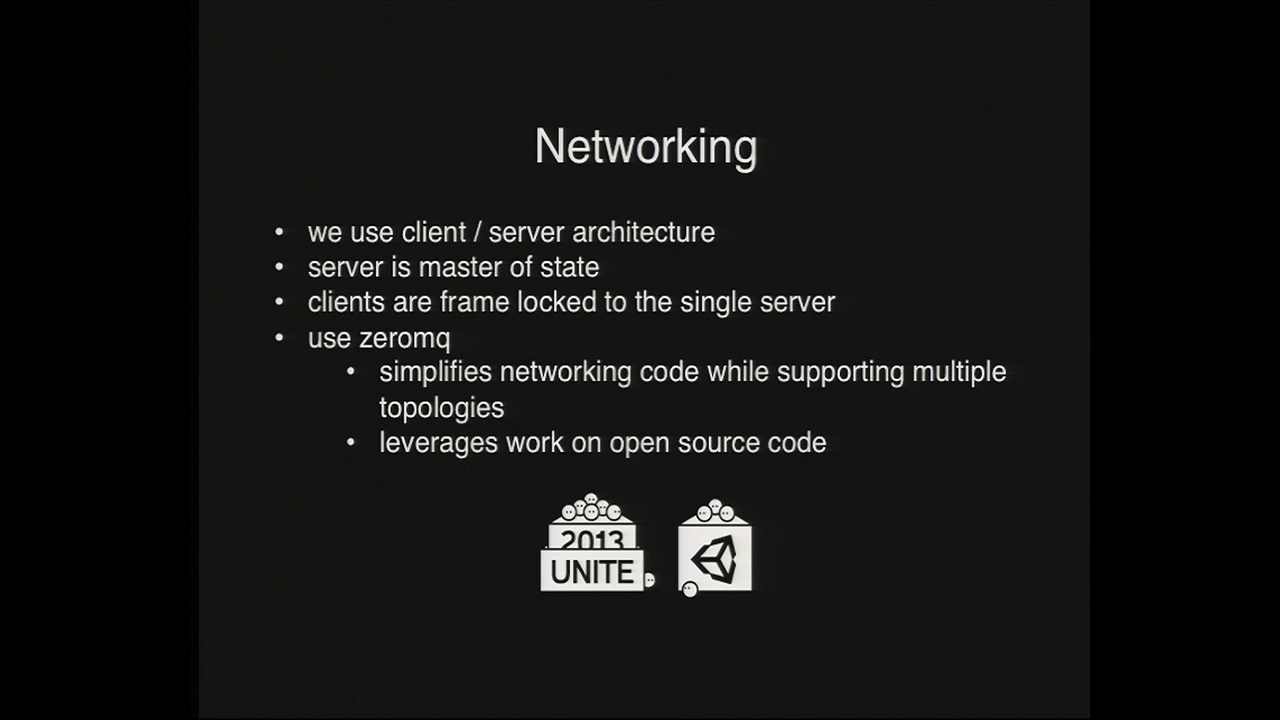 Networking
• we use client / server architecture
• server is master of state
• clients are frame locked to the single server
• use zeromq
• simplifies networking code while supporting multiple
topologies
• leverages work on open source code
2013
UNITE